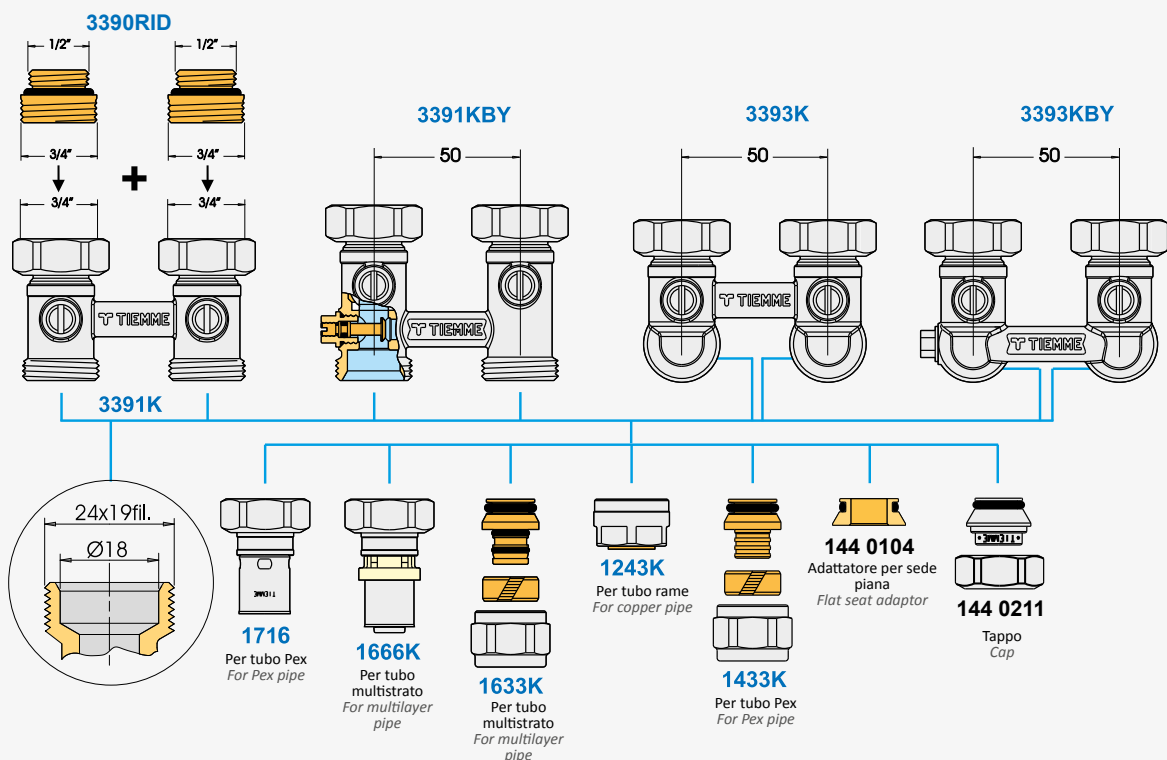 3390RID
1/2"
1/2"
3/4"
3/4"
+
3/4"
3/4"
TIEMME
3391K
3391KBY
50
TIEMME
3393K
50
TIEMME
3393KBY
50
TIEMME
24x19fil.
Ø18
TIEMME
1716
Per tubo Pex
For Pex pipe
1666K
Per tubo
multistrato
For multilayer
pipe
1633K
Per tubo
multistrato
For multilayer
pipe
1243K
Per tubo rame
For copper pipe
1433K
Per tubo Pex
For Pex pipe
144 0104
Adattatore per sede
piana
Flat seat adaptor
TIEMME
144 0211
Tappo
Cap